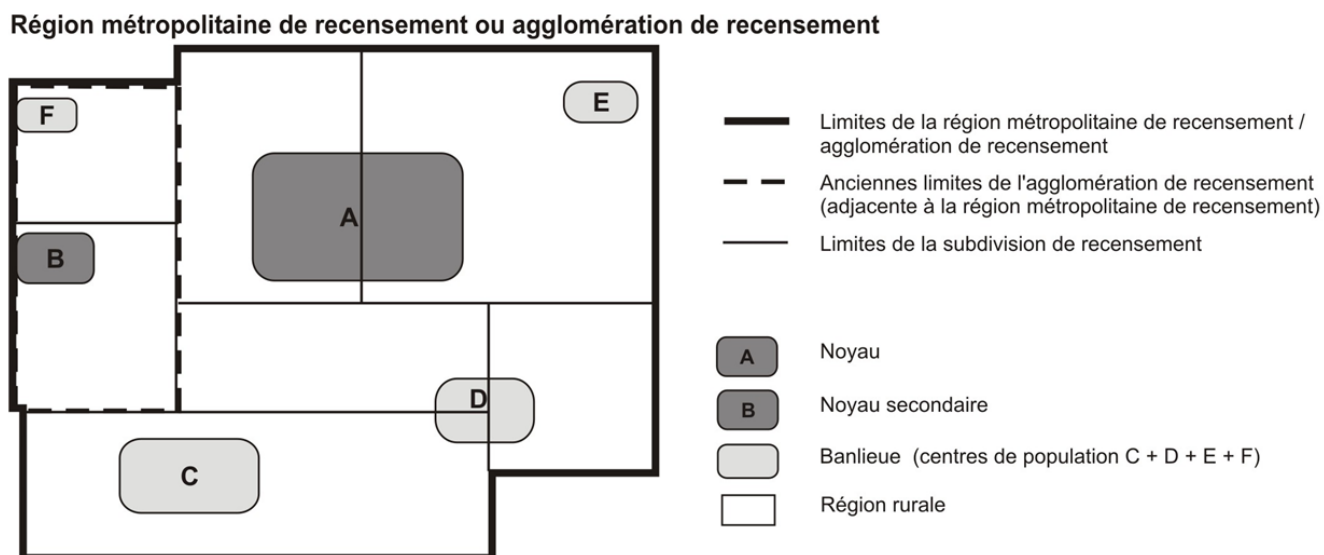 Région métropolitaine de recensement ou agglomération de recensement
F
E
A
B
D
C
Limites de la région métropolitaine de recensement /
agglomération de recensement
Anciennes limites de l'agglomération de recensement
(adjacente à la région métropolitaine de recensement)
Limites de la subdivision de recensement
A Noyau
B Noyau secondaire
Banlieue (centres de population C + D + E + F)
Région rurale